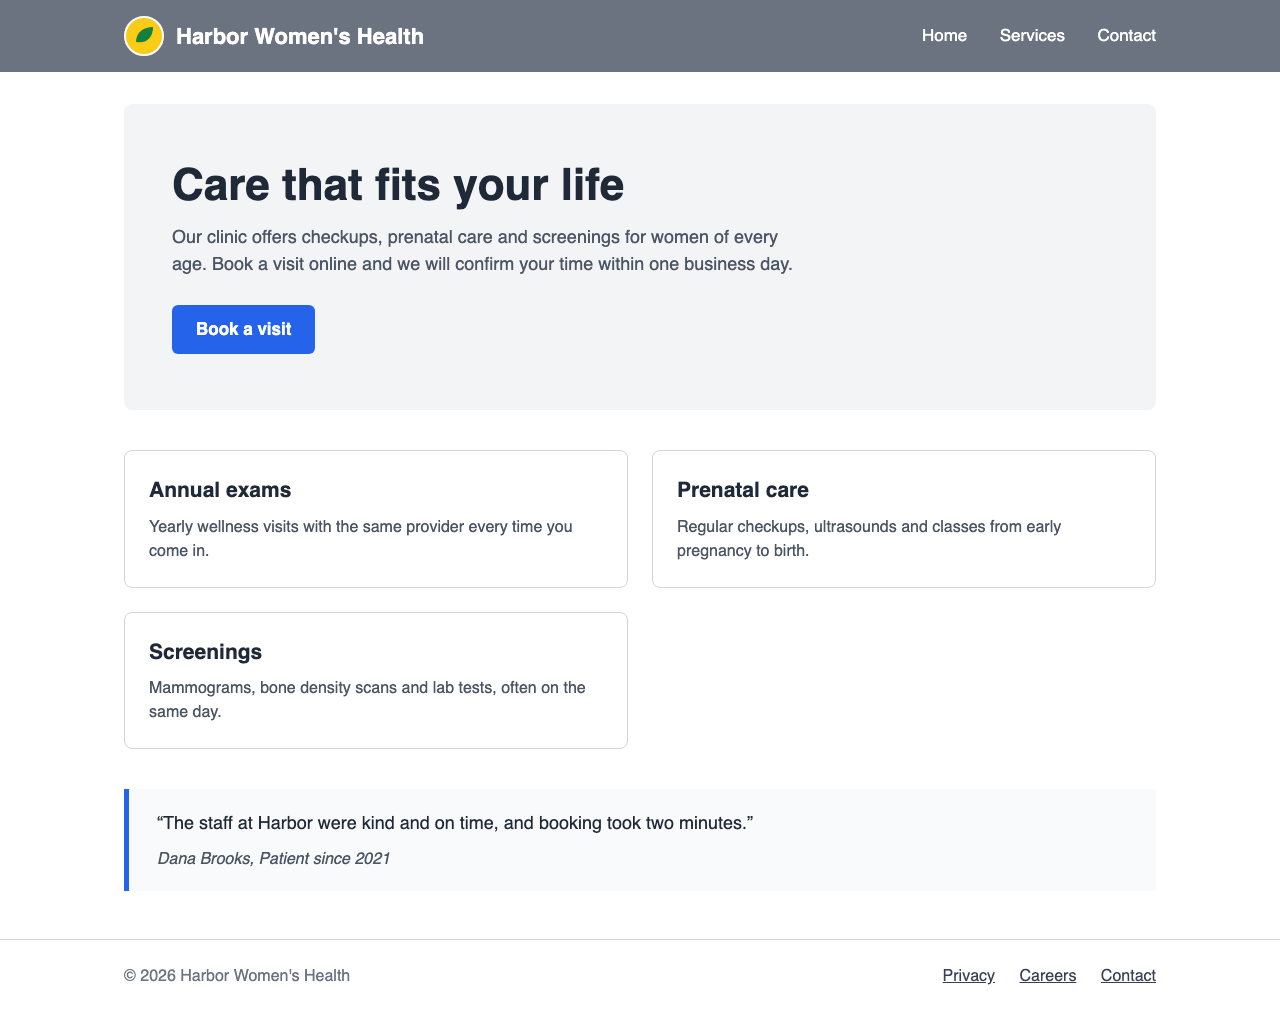 Harbor Women's Health
Home Services Contact
Care that fits your life
Our clinic offers checkups, prenatal care and screenings for women of every
age. Book a visit online and we will confirm your time within one business day.
Book a visit
Annual exams
Yearly wellness visits with the same provider every time you
come in.
Prenatal care
Regular checkups, ultrasounds and classes from early
pregnancy to birth.
Screenings
Mammograms, bone density scans and lab tests, often on the
same day.
“The staff at Harbor were kind and on time, and booking took two minutes.”
Dana Brooks, Patient since 2021
© 2026 Harbor Women's Health
Privacy Careers Contact